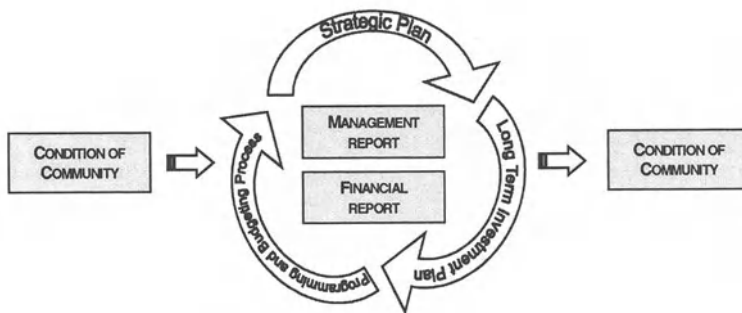 Strategic Plan
CONDITION OF
COMMUNITY
MANAGEMENT
REPORT
FINANCIAL
REPORT
Programming and Budgeting Process
Long Term Investment Plan
CONDITION OF
COMMUNITY